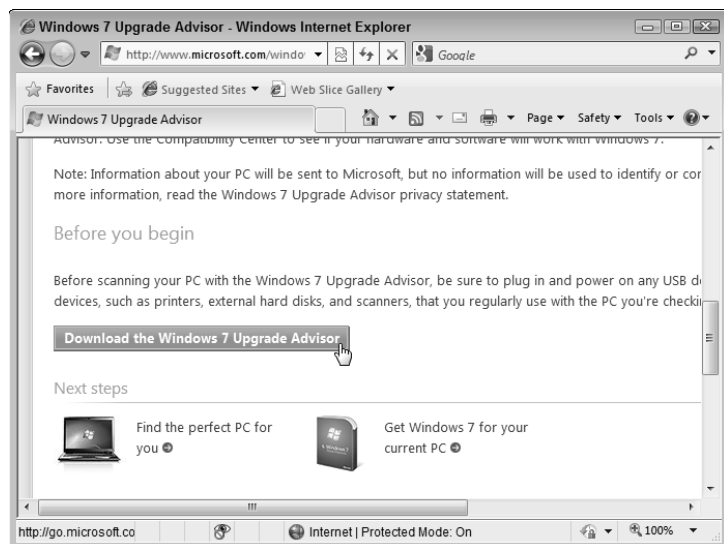 Windows 7 Upgrade Advisor - Windows Internet Explorer
http://www.microsoft.com/windo
Google
Favorites
Suggested Sites
Web Slice Gallery
Windows 7 Upgrade Advisor
Page
Safety
Tools
Advisor. Use the Compatibility Center to see if your hardware and software will work with Windows 7.
Note: Information about your PC will be sent to Microsoft, but no information will be used to identify or cor
more information, read the Windows 7 Upgrade Advisor privacy statement.
Before you begin
Before scanning your PC with the Windows 7 Upgrade Advisor, be sure to plug in and power on any USB d
devices, such as printers, external hard disks, and scanners, that you regularly use with the PC you're checki
Download the Windows 7 Upgrade Advisor
Next steps
Find the perfect PC for
you
Get Windows 7 for your
current PC
http://go.microsoft.co
Internet | Protected Mode: On
100%